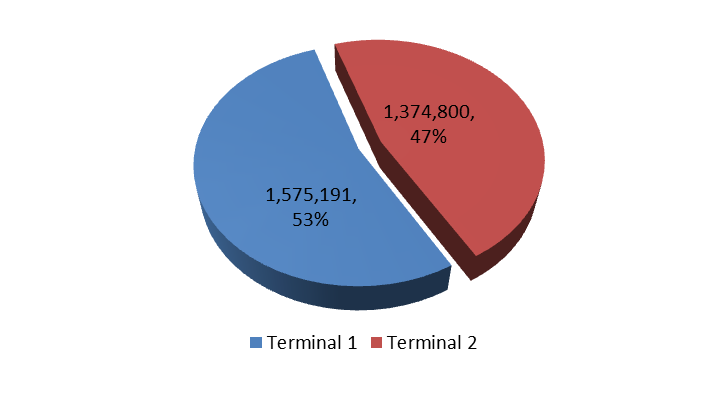 1,374,800,
47%
1,575,191,
53%
Terminal 1 Terminal 2